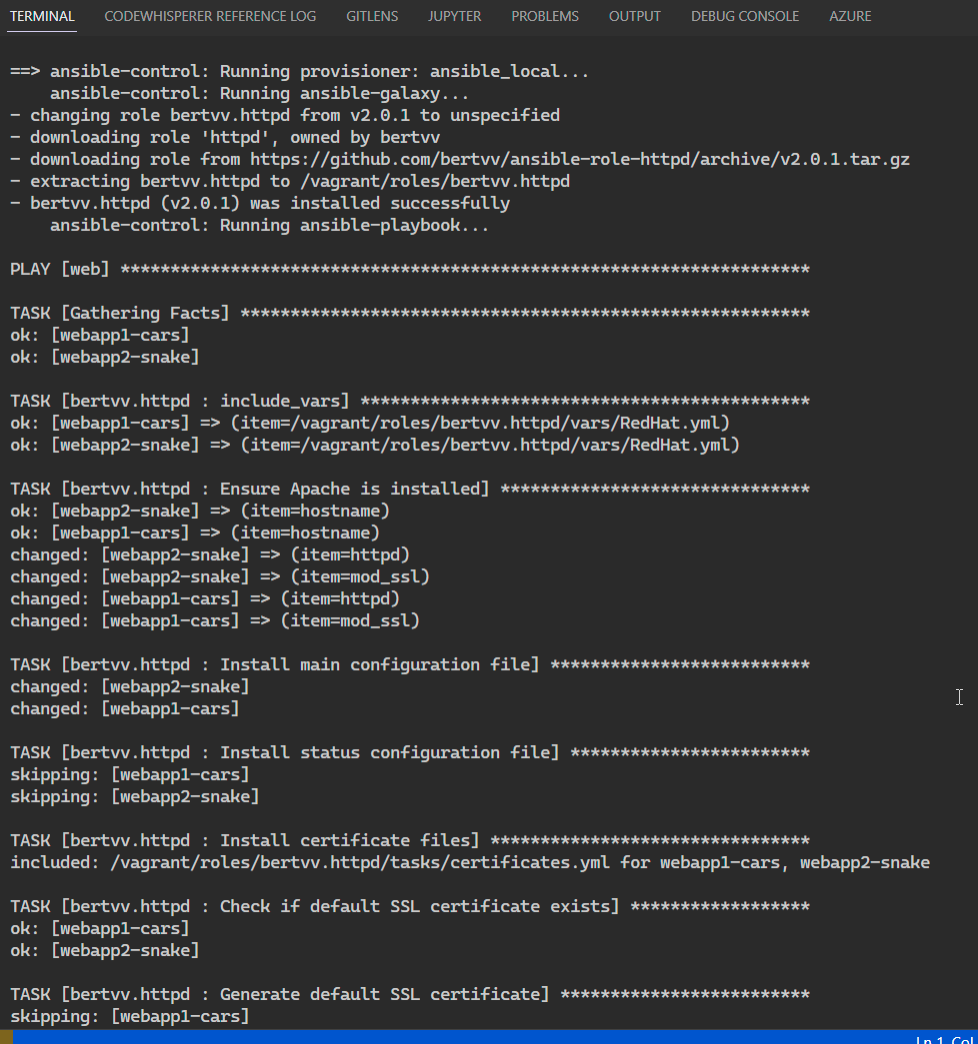 TERMINAL CODEWHISPERER REFERENCE LOG GITLENS JUPYTER PROBLEMS OUTPUT DEBUG CONSOLE AZURE
==> ansible-control: Running provisioner: ansible_local...
    ansible-control: Running ansible-galaxy...
- changing role bertvv.httpd from v2.0.1 to unspecified
- downloading role 'httpd', owned by bertvv
- downloading role from https://github.com/bertvv/ansible-role-httpd/archive/v2.0.1.tar.gz
- extracting bertvv.httpd to /vagrant/roles/bertvv.httpd
- bertvv.httpd (v2.0.1) was installed successfully
    ansible-control: Running ansible-playbook...
PLAY [web] *********************************************************************
TASK [Gathering Facts] *********************************************************
ok: [webapp1-cars]
ok: [webapp2-snake]
TASK [bertvv.httpd : include_vars] *********************************************
ok: [webapp1-cars] => (item=/vagrant/roles/bertvv.httpd/vars/RedHat.yml)
ok: [webapp2-snake] => (item=/vagrant/roles/bertvv.httpd/vars/RedHat.yml)
TASK [bertvv.httpd : Ensure Apache is installed] *******************************
ok: [webapp2-snake] => (item=hostname)
ok: [webapp1-cars] => (item=hostname)
changed: [webapp2-snake] => (item=httpd)
changed: [webapp2-snake] => (item=mod_ssl)
changed: [webapp1-cars] => (item=httpd)
changed: [webapp1-cars] => (item=mod_ssl)
TASK [bertvv.httpd : Install main configuration file] **************************
changed: [webapp2-snake]
changed: [webapp1-cars]
TASK [bertvv.httpd : Install status configuration file] ************************
skipping: [webapp1-cars]
skipping: [webapp2-snake]
TASK [bertvv.httpd : Install certificate files] ********************************
included: /vagrant/roles/bertvv.httpd/tasks/certificates.yml for webapp1-cars, webapp2-snake
TASK [bertvv.httpd : Check if default SSL certificate exists] ******************
ok: [webapp1-cars]
ok: [webapp2-snake]
TASK [bertvv.httpd : Generate default SSL certificate] *************************
skipping: [webapp1-cars]
Ln 1, Col